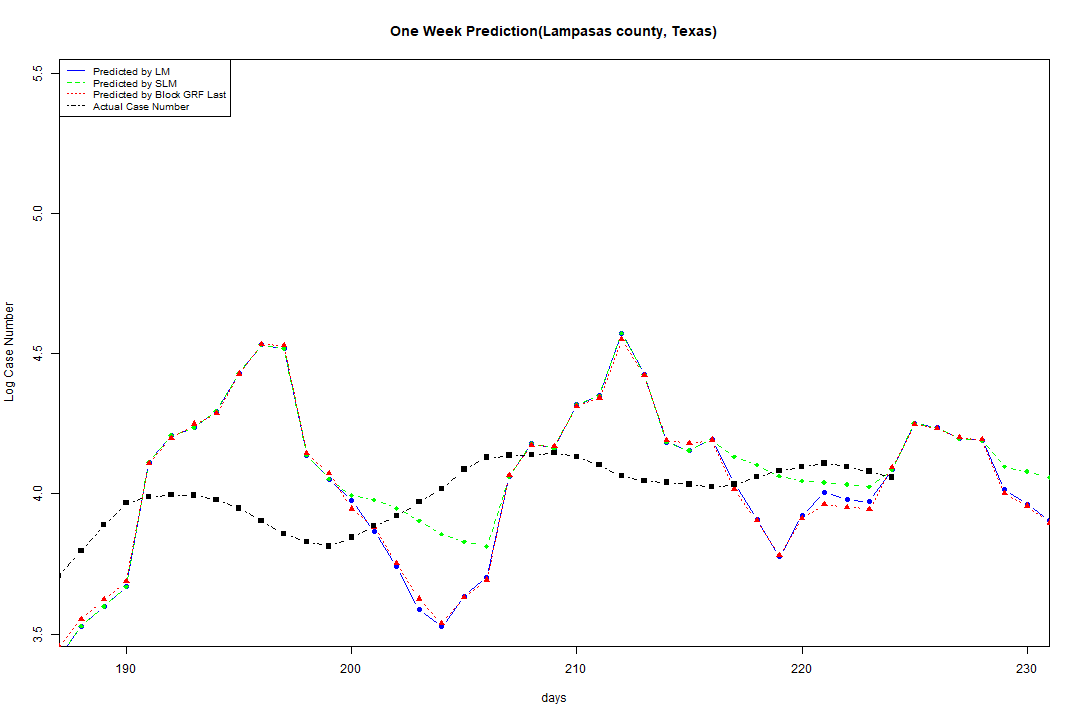 One Week Prediction(Lampasas county, Texas)
Predicted by LM
Predicted by SLM
Predicted by Block GRF Last
Actual Case Number
5.5
5.0
4.5
4.0
3.5
Log Case Number
190
200
210
220
230
days